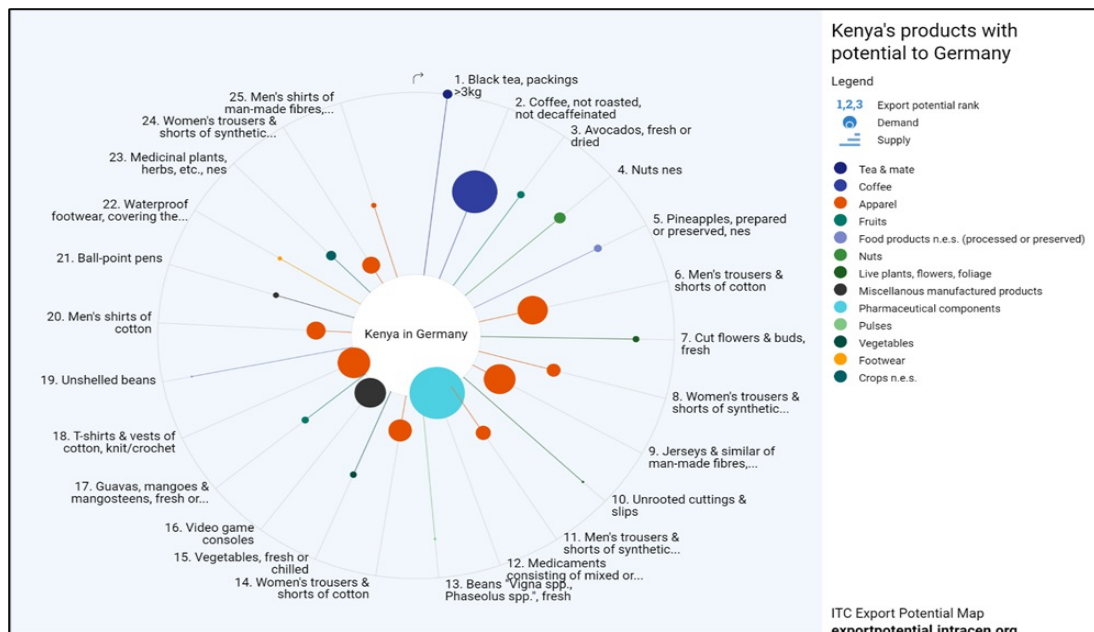 Kenya's products with
potential to Germany
Legend
1,2,3 Export potential rank
Demand
Supply
Tea & mate
Coffee
Apparel
Fruits
Food products n.e.s. (processed or preserved)
Nuts
Live plants, flowers, foliage
Miscellanous manufactured products
Pharmaceutical components
Pulses
Vegetables
Footwear
Crops n.e.s.
ITC Export Potential Map
exportpotential.intracen.org
Kenya in Germany
1. Black tea, packings
>3kg
2. Coffee, not roasted,
not decaffeinated
3. Avocados, fresh or
dried
4. Nuts nes
5. Pineapples, prepared
or preserved, nes
6. Men's trousers &
shorts of cotton
7. Cut flowers & buds,
fresh
8. Women's trousers &
shorts of synthetic...
9. Jerseys & similar of
man-made fibres,...
10. Unrooted cuttings &
slips
11. Men's trousers &
shorts of synthetic...
12. Medicaments
consisting of mixed or...
13. Beans "Vigna spp.,
Phaseolus spp.", fresh
14. Women's trousers &
shorts of cotton
15. Vegetables, fresh or
chilled
16. Video game
consoles
17. Guavas, mangoes &
mangosteens, fresh or...
18. T-shirts & vests of
cotton, knit/crochet
19. Unshelled beans
20. Men's shirts of
cotton
21. Ball-point pens
22. Waterproof
footwear, covering the...
23. Medicinal plants,
herbs, etc., nes
24. Women's trousers &
shorts of synthetic...
25. Men's shirts of
man-made fibres,...